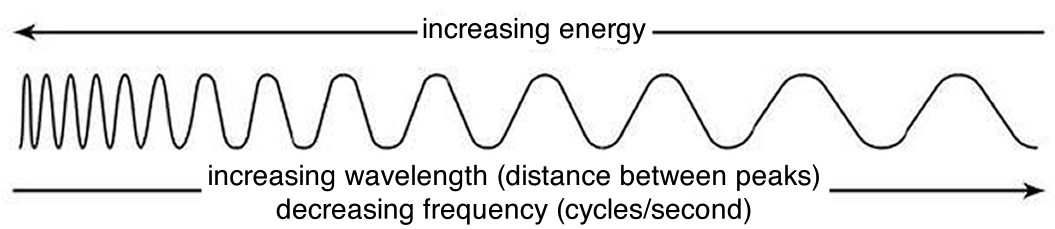 increasing energy
increasing wavelength (distance between peaks)
decreasing frequency (cycles/second)